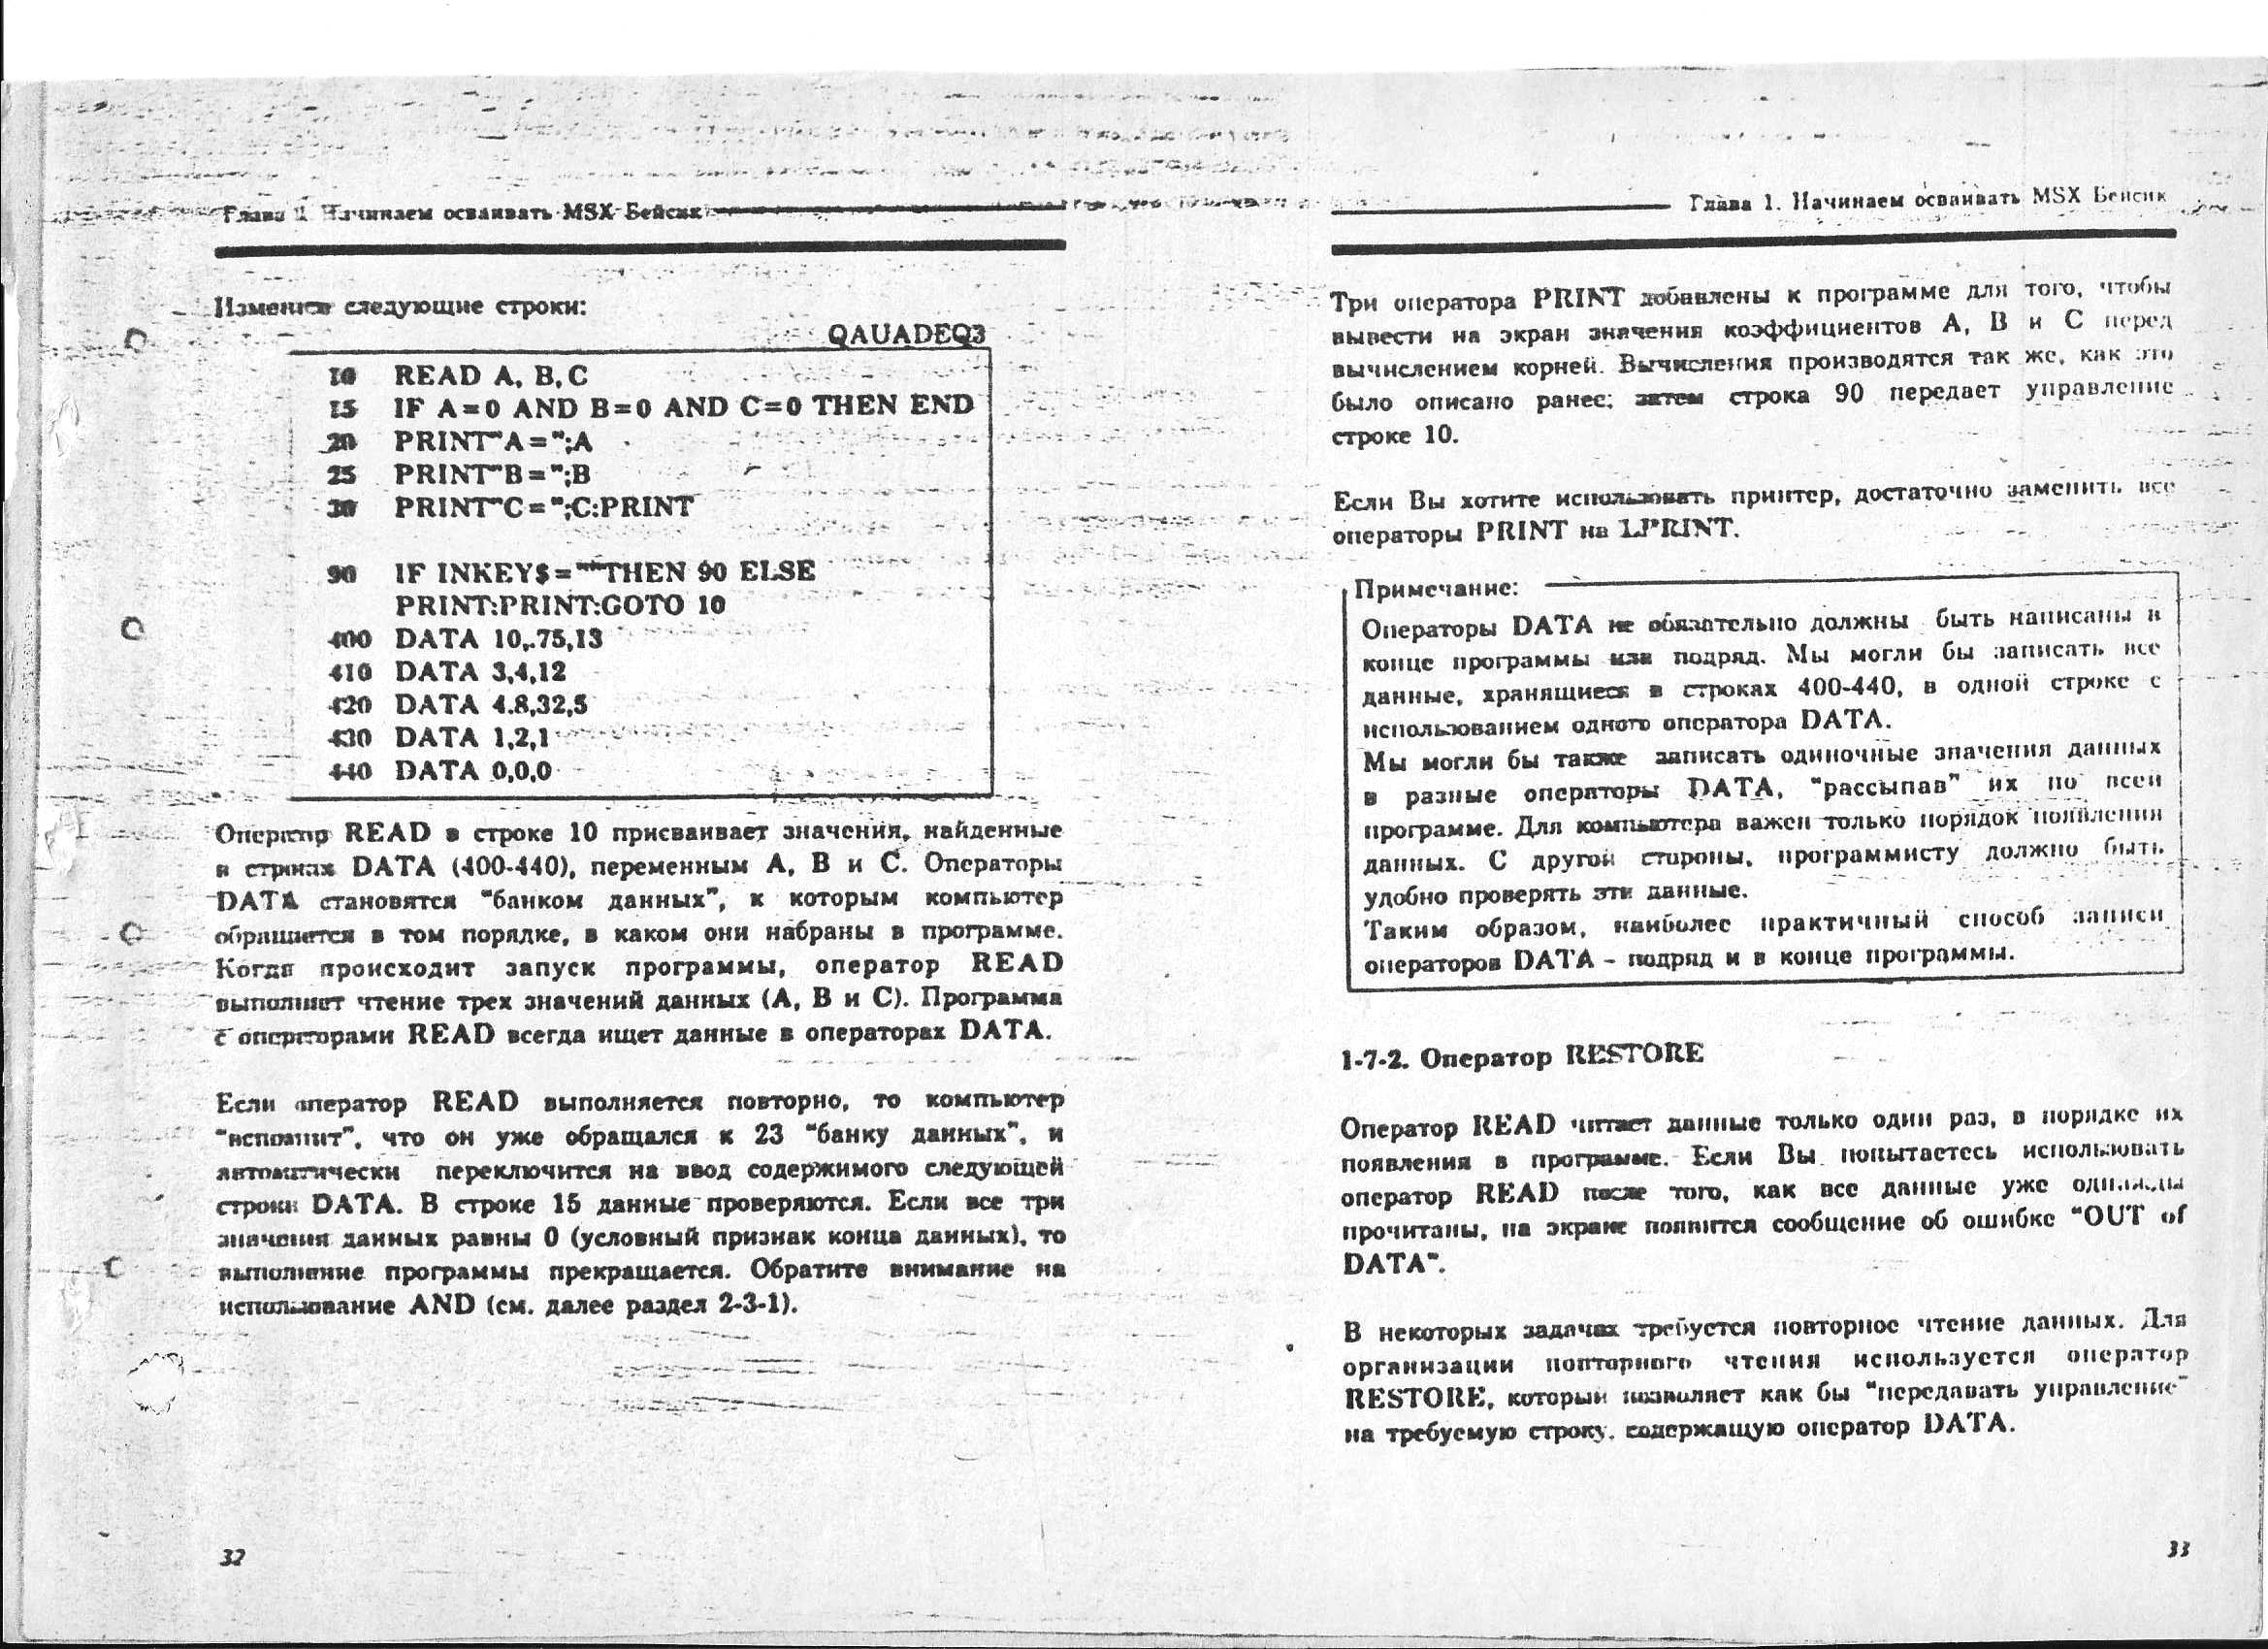 Глава 1. Начинаем осваивать MSX Бейсик
Изменив следующие строки:
QAUADEQ3
10 READ A, B,C
15 IF A=0 AND B=0 AND C=0 THEN END
20 PRINT"A=";A
25 PRINT"B=";B
30 PRINT"C=";C:PRINT
90 IF INKEY$=""THEN 90 ELSE
PRINT:PRINT:GOTO 10
400 DATA 10,.75,13
410 DATA 3,4,12
420 DATA 4.8,32,5
430 DATA 1,2,1
440 DATA 0,0,0
Оператор READ в строке 10 присваивает значения, найденные
в строках DATA (400-440), переменным A, B и C. Операторы
DATA становятся "банком данных", к которым компьютер
обращается в том порядке, в каком они набраны в программе.
Когда происходит запуск программы, оператор READ
выполняет чтение трех значений данных (A, B и C). Программа
с операторами READ всегда ищет данные в операторах DATA.
Если оператор READ выполняется повторно, то компьютер
"вспомнит", что он уже обращался к 23 "банку данных", и
автоматически переключится на ввод содержимого следующей
строки DATA. В строке 15 данные проверяются. Если все три
значения данных равны 0 (условный признак конца данных), то
выполнение программы прекращается. Обратите внимание на
использование AND (см. далее раздел 2-3-1).
32
Глава 1. Начинаем осваивать MSX Бейсик
Три оператора PRINT добавлены к программе для того, чтобы
вывести на экран значения коэффициентов A, B и C перед
вычислением корней. Вычисления производятся так же, как это
было описано ранее; затем строка 90 передает управление
строке 10.
Если Вы хотите использовать принтер, достаточно заменить все
операторы PRINT на LPRINT.
Примечание:
Операторы DATA не обязательно должны быть написаны в
конце программы или подряд. Мы могли бы записать все
данные, хранящиеся в строках 400-440, в одной строке с
использованием одного оператора DATA.
Мы могли бы также записать одиночные значения данных
в разные операторы DATA, "рассыпав" их по всей
программе. Для компьютера важен только порядок появления
данных. С другой стороны, программисту должно быть
удобно проверять эти данные.
Таким образом, наиболее практичный способ записи
операторов DATA - подряд и в конце программы.
1-7-2. Оператор RESTORE
Оператор READ читает данные только один раз, в порядке их
появления в программе. Если Вы попытаетесь использовать
оператор READ после того, как все данные уже однажды
прочитаны, на экране появится сообщение об ошибке "OUT of
DATA".
В некоторых задачах требуется повторное чтение данных. Для
организации повторного чтения используется оператор
RESTORE, который позволяет как бы "передавать управление"
на требуемую строку, содержащую оператор DATA.
33